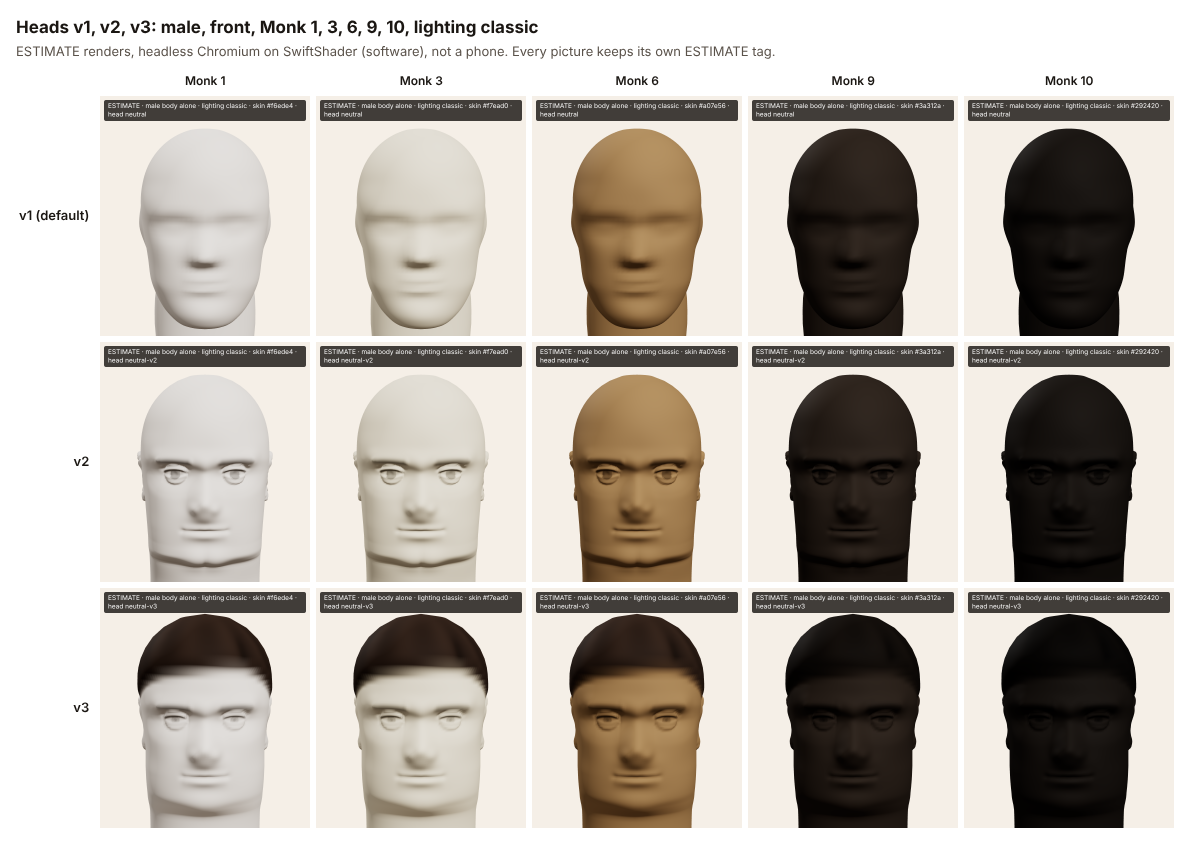 Heads v1, v2, v3: male, front, Monk 1, 3, 6, 9, 10, lighting classic
ESTIMATE renders, headless Chromium on SwiftShader (software), not a phone. Every picture keeps its own ESTIMATE tag.
Monk 1 Monk 3 Monk 6 Monk 9 Monk 10
ESTIMATE · male body alone · lighting classic · skin #f6ede4 ·
head neutral
ESTIMATE · male body alone · lighting classic · skin #f7ead0 ·
head neutral
ESTIMATE · male body alone · lighting classic · skin #a07e56 ·
head neutral
ESTIMATE · male body alone · lighting classic · skin #3a312a ·
head neutral
ESTIMATE · male body alone · lighting classic · skin #292420 ·
head neutral
v1 (default)
ESTIMATE · male body alone · lighting classic · skin #f6ede4 ·
head neutral-v2
ESTIMATE · male body alone · lighting classic · skin #f7ead0 ·
head neutral-v2
ESTIMATE · male body alone · lighting classic · skin #a07e56 ·
head neutral-v2
ESTIMATE · male body alone · lighting classic · skin #3a312a ·
head neutral-v2
ESTIMATE · male body alone · lighting classic · skin #292420 ·
head neutral-v2
v2
ESTIMATE · male body alone · lighting classic · skin #f6ede4 ·
head neutral-v3
ESTIMATE · male body alone · lighting classic · skin #f7ead0 ·
head neutral-v3
ESTIMATE · male body alone · lighting classic · skin #a07e56 ·
head neutral-v3
ESTIMATE · male body alone · lighting classic · skin #3a312a ·
head neutral-v3
ESTIMATE · male body alone · lighting classic · skin #292420 ·
head neutral-v3
v3